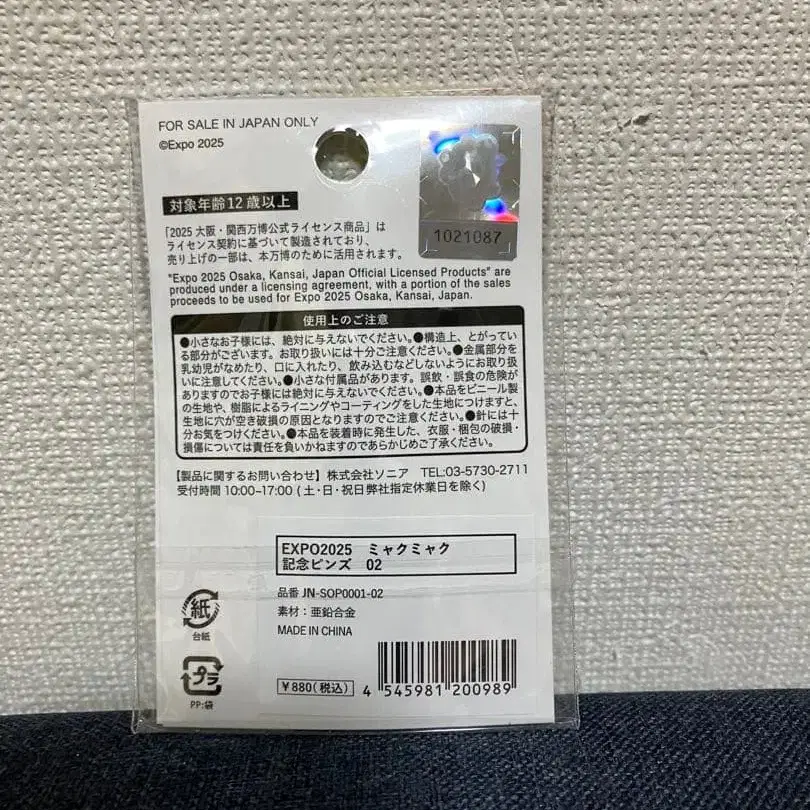 FOR SALE IN JAPAN ONLY
©Expo 2025
1021087
対象年齢12歳以上
「2025 大阪・関西万博公式ライセンス商品」は
ライセンス契約に基づいて製造されており、
売り上げの一部は、本万博のために活用されます。
"Expo 2025 Osaka, Kansai, Japan Official Licensed Products" are
produced under a licensing agreement, with a portion of the sales
proceeds to be used for Expo 2025 Osaka, Kansai, Japan.
使用上のご注意
●小さなお子様には、絶対に与えないでください。●構造上、とがってい
る部分がございます。お取り扱いには十分ご注意ください。●金属部分を
乳幼児がなめたり、口に入れたり、飲み込むなどしないようにお取り扱
いに注意してください。●小さな付属品があります。誤飲・誤食の危険が
ありますのでお子様には絶対に与えないでください。●本品をビニール製
の生地や、樹脂によるライニングやコーティングをした生地につけますと、
生地に穴が空き破損の原因となりますのでご注意ください。●針には十
分お気をつけください。●本品を装着時に発生した、衣服・梱包の破損・
損傷については責任を負いかねますのであらかじめご了承ください。
【製品に関するお問い合わせ】株式会社ソニア TEL:03-5730-2711
受付時間 10:00-17:00 (土・日・祝日弊社指定休業日を除く)
EXPO2025 ミャクミャク
記念ピンズ 02
品番 JN-SOP0001-02
素材：亜鉛合金
MADE IN CHINA
紙
台紙
プラ
PP:袋
￥880(税込)
4 545981 200989